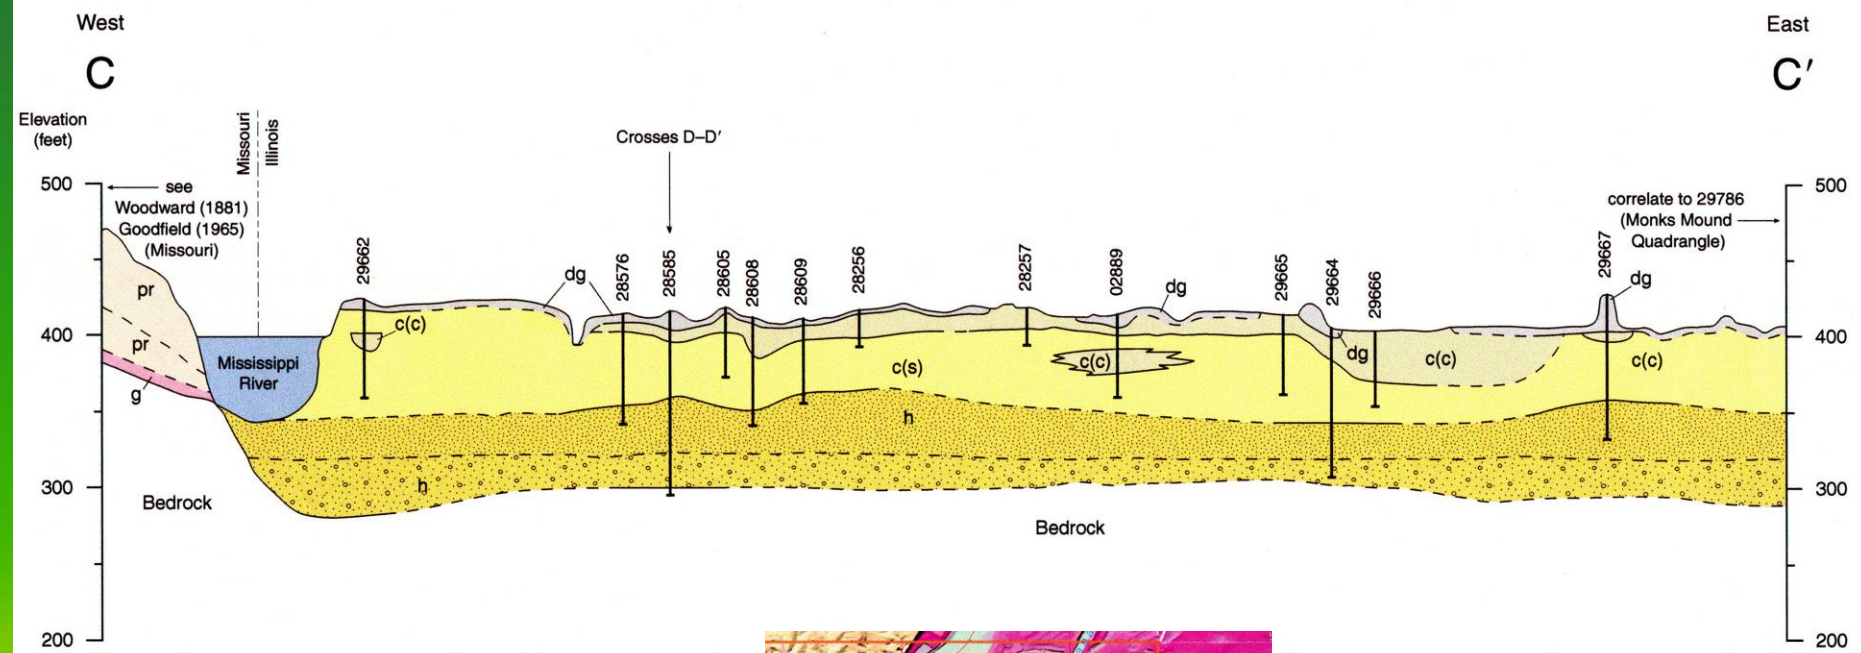 West
East
C
C′
Elevation
(feet)
Missouri
Illinois
Crosses D–D′
500
see
Woodward (1881)
Goodfield (1965)
(Missouri)
500
correlate to 29786
(Monks Mound
Quadrangle)
29662
28576
28585
28605
28608
28609
28256
28257
02889
29665
29664
29666
29667
dg
dg
dg
pr
c(c)
400
400
pr
Mississippi
River
dg
c(s)
c(c)
c(c)
c(c)
g
h
h
300
300
Bedrock
Bedrock
200
200